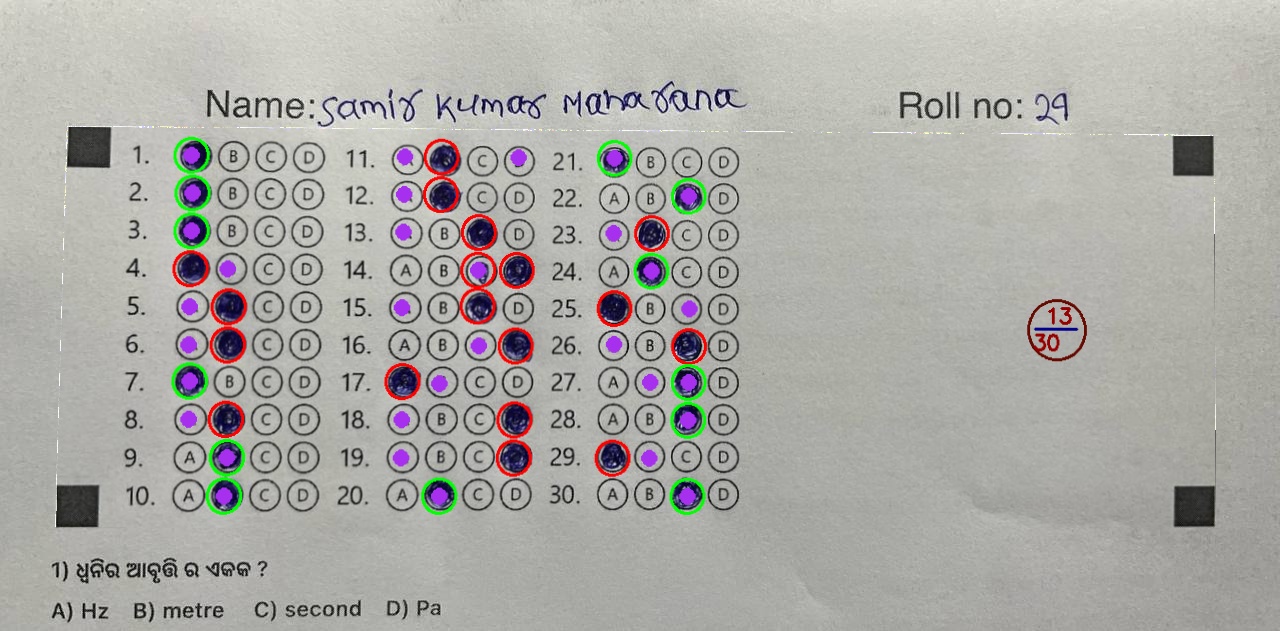 Name: Samir Kumar Maharana Roll no: 29
1. B C D 11. C 21. B C D
2. B C D 12. C D 22. A B D
3. B C D 13. B D 23. C D
4. C D 14. A B 24. A C D
5. C D 15. B D 25. B
6. C D 16. A B 26. B D
7. B C D 17. C D 27. A D
8. C D 18. B C 28. A B D
9. A C D 19. B C 29. C D
10. A C D 20. A C D 30. A B D
13
30
1) ଧ୍ୱନିର ଆବୃତ୍ତି ର ଏକକ ?
A) Hz B) metre C) second D) Pa